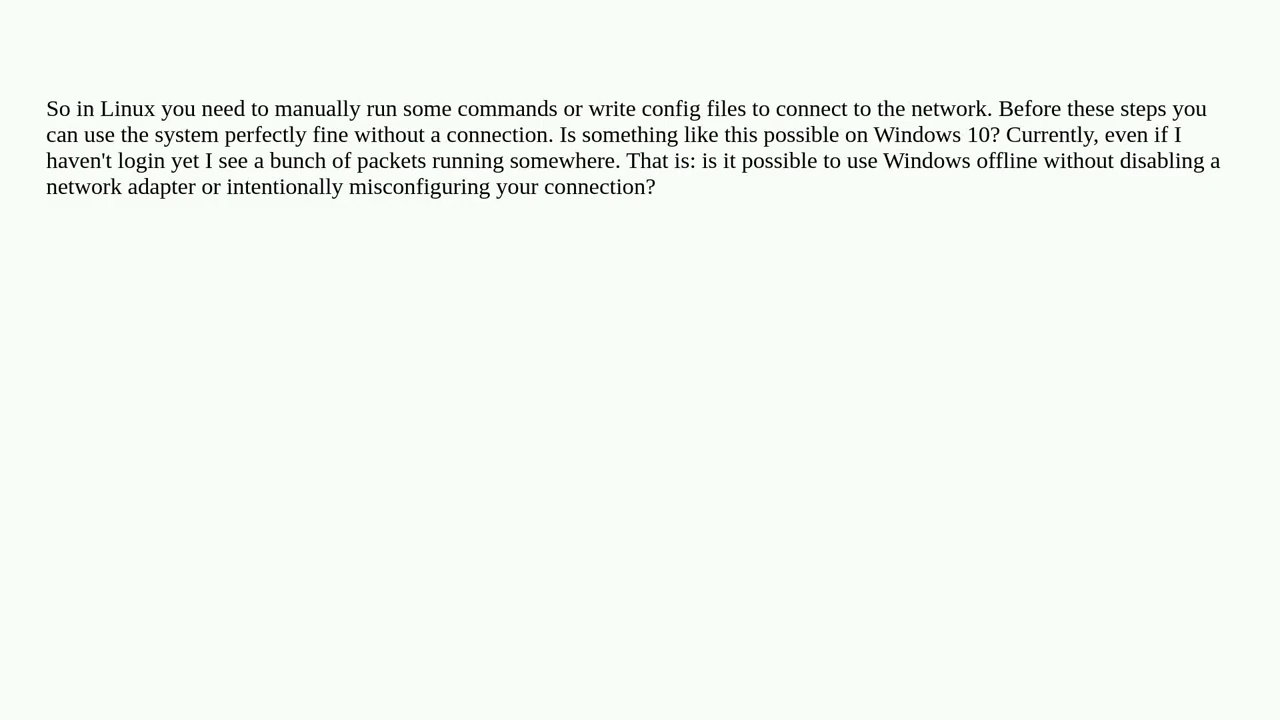 So in Linux you need to manually run some commands or write config files to connect to the network. Before these steps you
can use the system perfectly fine without a connection. Is something like this possible on Windows 10? Currently, even if I
haven't login yet I see a bunch of packets running somewhere. That is: is it possible to use Windows offline without disabling a
network adapter or intentionally misconfiguring your connection?